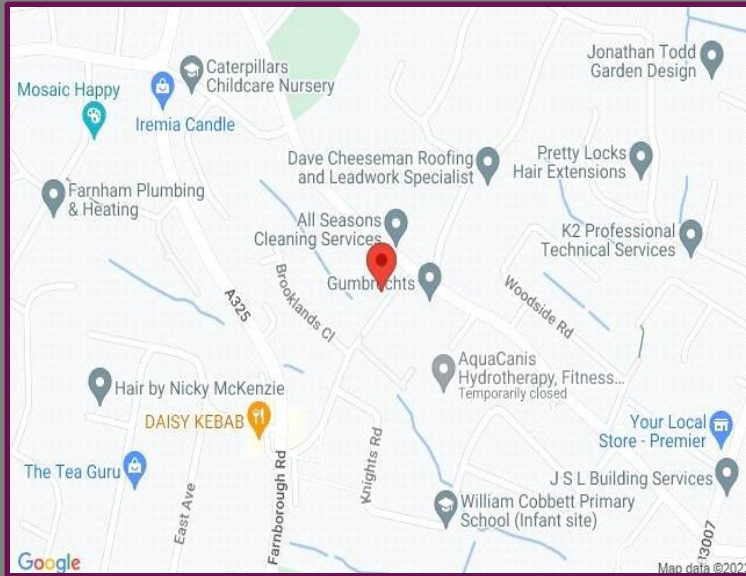 Jonathan Todd
Garden Design
Caterpillars
Childcare Nursery
Mosaic Happy
Iremia Candle
Dave Cheeseman Roofing
and Leadwork Specialist
Pretty Locks
Hair Extensions
Farnham Plumbing
& Heating
All Seasons
Cleaning Services
K2 Professional
Technical Services
Gumbrechts
Brooklands Cl
Woodside Rd
A325
AquaCanis
Hydrotherapy, Fitness...
Temporarily closed
Hair by Nicky McKenzie
DAISY KEBAB
Your Local
Store - Premier
The Tea Guru
East Ave
Farnborough Rd
Knights Rd
J S L Building Services
William Cobbett Primary
School (Infant site)
Google
Map data